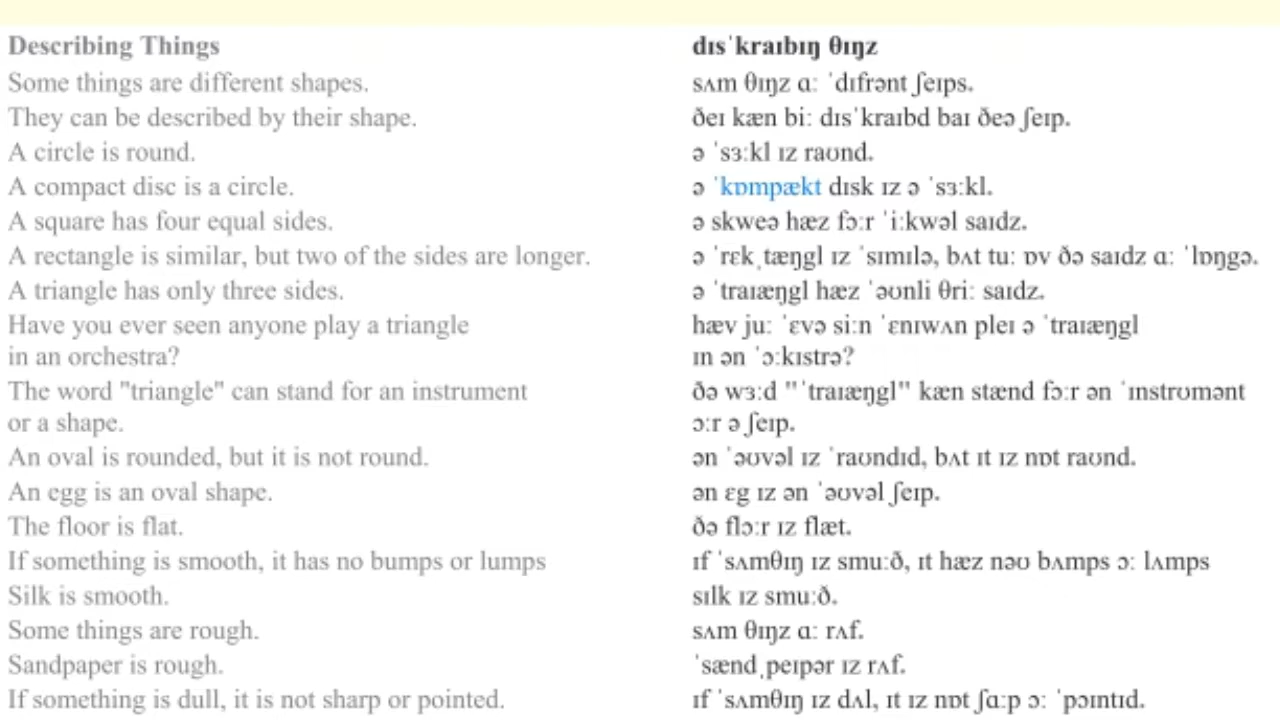 Describing Things
Some things are different shapes.
They can be described by their shape.
A circle is round.
A compact disc is a circle.
A square has four equal sides.
A rectangle is similar, but two of the sides are longer.
A triangle has only three sides.
Have you ever seen anyone play a triangle
in an orchestra?
The word "triangle" can stand for an instrument
or a shape.
An oval is rounded, but it is not round.
An egg is an oval shape.
The floor is flat.
If something is smooth, it has no bumps or lumps
Silk is smooth.
Some things are rough.
Sandpaper is rough.
If something is dull, it is not sharp or pointed.
dɪsˈkraɪbɪŋ θɪŋz
sʌm θɪŋz ɑː ˈdɪfrənt ʃeɪps.
ðeɪ kæn biː dɪsˈkraɪbd baɪ ðeə ʃeɪp.
ə ˈsɜːkl ɪz raʊnd.
ə ˈkɒmpækt dɪsk ɪz ə ˈsɜːkl.
ə skweə hæz fɔːr ˈiːkwəl saɪdz.
ə ˈrɛkˌtæŋgl ɪz ˈsɪmɪlə, bʌt tuː ɒv ðə saɪdz ɑː ˈlɒŋgə.
ə ˈtraɪæŋgl hæz ˈəʊnli θriː saɪdz.
hæv juː ˈɛvə siːn ˈɛnɪwʌn pleɪ ə ˈtraɪæŋgl
ɪn ən ˈɔːkɪstrə?
ðə wɜːd "ˈtraɪæŋgl" kæn stænd fɔːr ən ˈɪnstrʊmənt
ɔːr ə ʃeɪp.
ən ˈəʊvəl ɪz ˈraʊndɪd, bʌt ɪt ɪz nɒt raʊnd.
ən ɛg ɪz ən ˈəʊvəl ʃeɪp.
ðə flɔːr ɪz flæt.
ɪf ˈsʌmθɪŋ ɪz smuːð, ɪt hæz nəʊ bʌmps ɔː lʌmps
sɪlk ɪz smuːð.
sʌm θɪŋz ɑː rʌf.
ˈsændˌpeɪpər ɪz rʌf.
ɪf ˈsʌmθɪŋ ɪz dʌl, ɪt ɪz nɒt ʃɑːp ɔː ˈpɔɪntɪd.